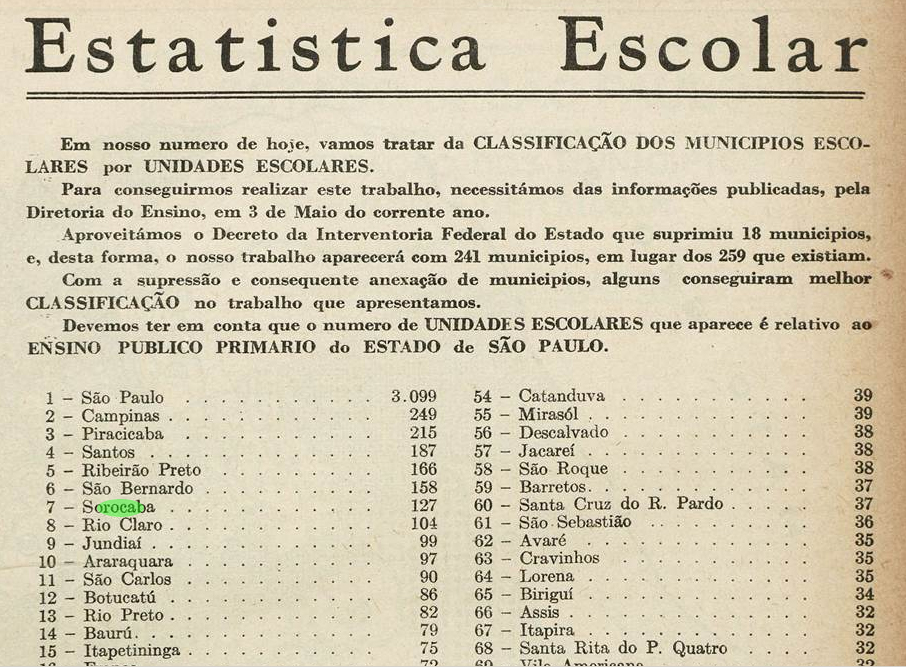 Estatistica Escolar
Em nosso numero de hoje, vamos tratar da CLASSIFICAÇÃO DOS MUNICIPIOS ESCO-
LARES por UNIDADES ESCOLARES.
Para conseguirmos realizar este trabalho, necessitámos das informações publicadas, pela
Diretoria do Ensino, em 3 de Maio do corrente ano.
Aproveitámos o Decreto da Interventoria Federal do Estado que suprimiu 18 municipios,
e, desta forma, o nosso trabalho aparecerá com 241 municipios, em lugar dos 259 que existiam.
Com a supressão e consequente anexação de municipios, alguns conseguiram melhor
CLASSIFICAÇÃO no trabalho que apresentamos.
Devemos ter em conta que o numero de UNIDADES ESCOLARES que aparece é relativo ao
ENSINO PUBLICO PRIMARIO do ESTADO de SÃO PAULO.
1 – São Paulo . . . . . . . . . . . 3.099
2 – Campinas . . . . . . . . . . . . 249
3 – Piracicaba . . . . . . . . . . . 215
4 – Santos . . . . . . . . . . . . . 187
5 – Ribeirão Preto . . . . . . . . . 166
6 – São Bernardo . . . . . . . . . . 158
7 – Sorocaba . . . . . . . . . . . . 127
8 – Rio Claro . . . . . . . . . . . . 104
9 – Jundiaí . . . . . . . . . . . . . 99
10 – Araraquara . . . . . . . . . . . 97
11 – São Carlos . . . . . . . . . . . 90
12 – Botucatú . . . . . . . . . . . . 86
13 – Rio Preto . . . . . . . . . . . . 82
14 – Baurú . . . . . . . . . . . . . . 79
15 – Itapetininga . . . . . . . . . . 75
72
54 – Catanduva . . . . . . . . . . . 39
55 – Mirasól . . . . . . . . . . . . 39
56 – Descalvado . . . . . . . . . . . 38
57 – Jacareí . . . . . . . . . . . . 38
58 – São Roque . . . . . . . . . . . 38
59 – Barretos . . . . . . . . . . . . 37
60 – Santa Cruz do R. Pardo . . . . . 37
61 – São Sebastião . . . . . . . . . 36
62 – Avaré . . . . . . . . . . . . . 35
63 – Cravinhos . . . . . . . . . . . 35
64 – Lorena . . . . . . . . . . . . . 35
65 – Biriguí . . . . . . . . . . . . 34
66 – Assis . . . . . . . . . . . . . 32
67 – Itapira . . . . . . . . . . . . 32
68 – Santa Rita do P. Quatro . . . . 32
69 – Vila Americana